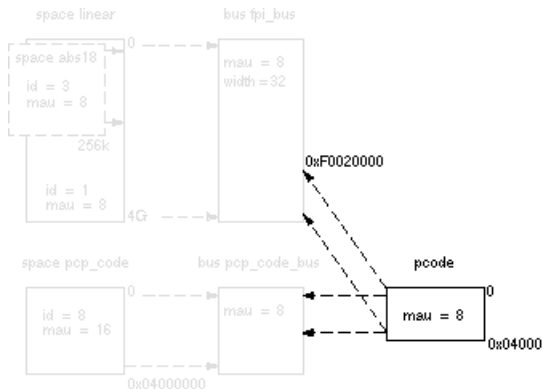 space linear
bus fpi_bus
0
space abs18
id = 3
mau = 8
mau = 8
width = 32
256k
0xF0020000
id = 1
mau = 8
4G
space pcp_code
bus pcp_code_bus
pcode
0
0
id = 8
mau = 16
mau = 8
mau = 8
0x04000
0x04000000